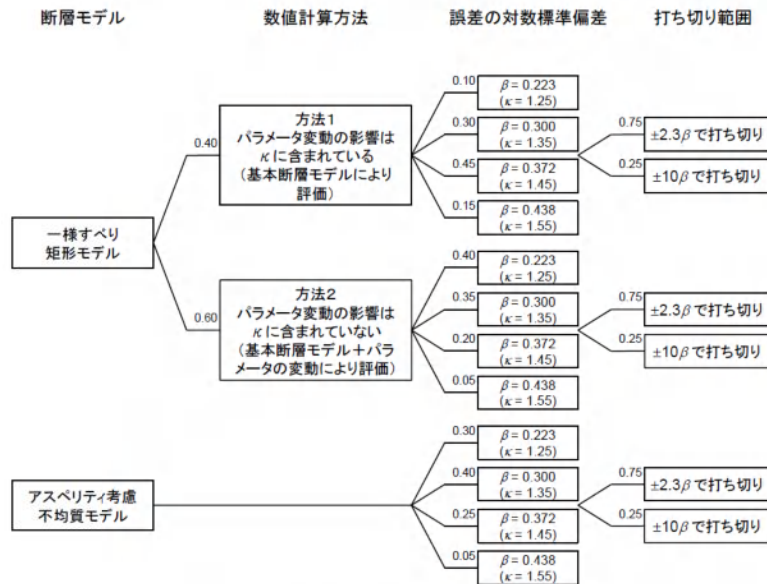 断層モデル
数値計算方法
誤差の対数標準偏差
打ち切り範囲
一様すべり
矩形モデル
0.40
方法1
パラメータ変動の影響は
κに含まれている
(基本断層モデルにより
評価)
0.10
β = 0.223
(κ = 1.25)
0.30
β = 0.300
(κ = 1.35)
0.45
β = 0.372
(κ = 1.45)
0.15
β = 0.438
(κ = 1.55)
0.75
±2.3βで打ち切り
0.25
±10βで打ち切り
0.60
方法2
パラメータ変動の影響は
κに含まれていない
(基本断層モデル+パラ
メータの変動により評価)
0.40
β = 0.223
(κ = 1.25)
0.35
β = 0.300
(κ = 1.35)
0.20
β = 0.372
(κ = 1.45)
0.05
β = 0.438
(κ = 1.55)
0.75
±2.3βで打ち切り
0.25
±10βで打ち切り
アスペリティ考慮
不均質モデル
0.30
β = 0.223
(κ = 1.25)
0.40
β = 0.300
(κ = 1.35)
0.25
β = 0.372
(κ = 1.45)
0.05
β = 0.438
(κ = 1.55)
0.75
±2.3βで打ち切り
0.25
±10βで打ち切り